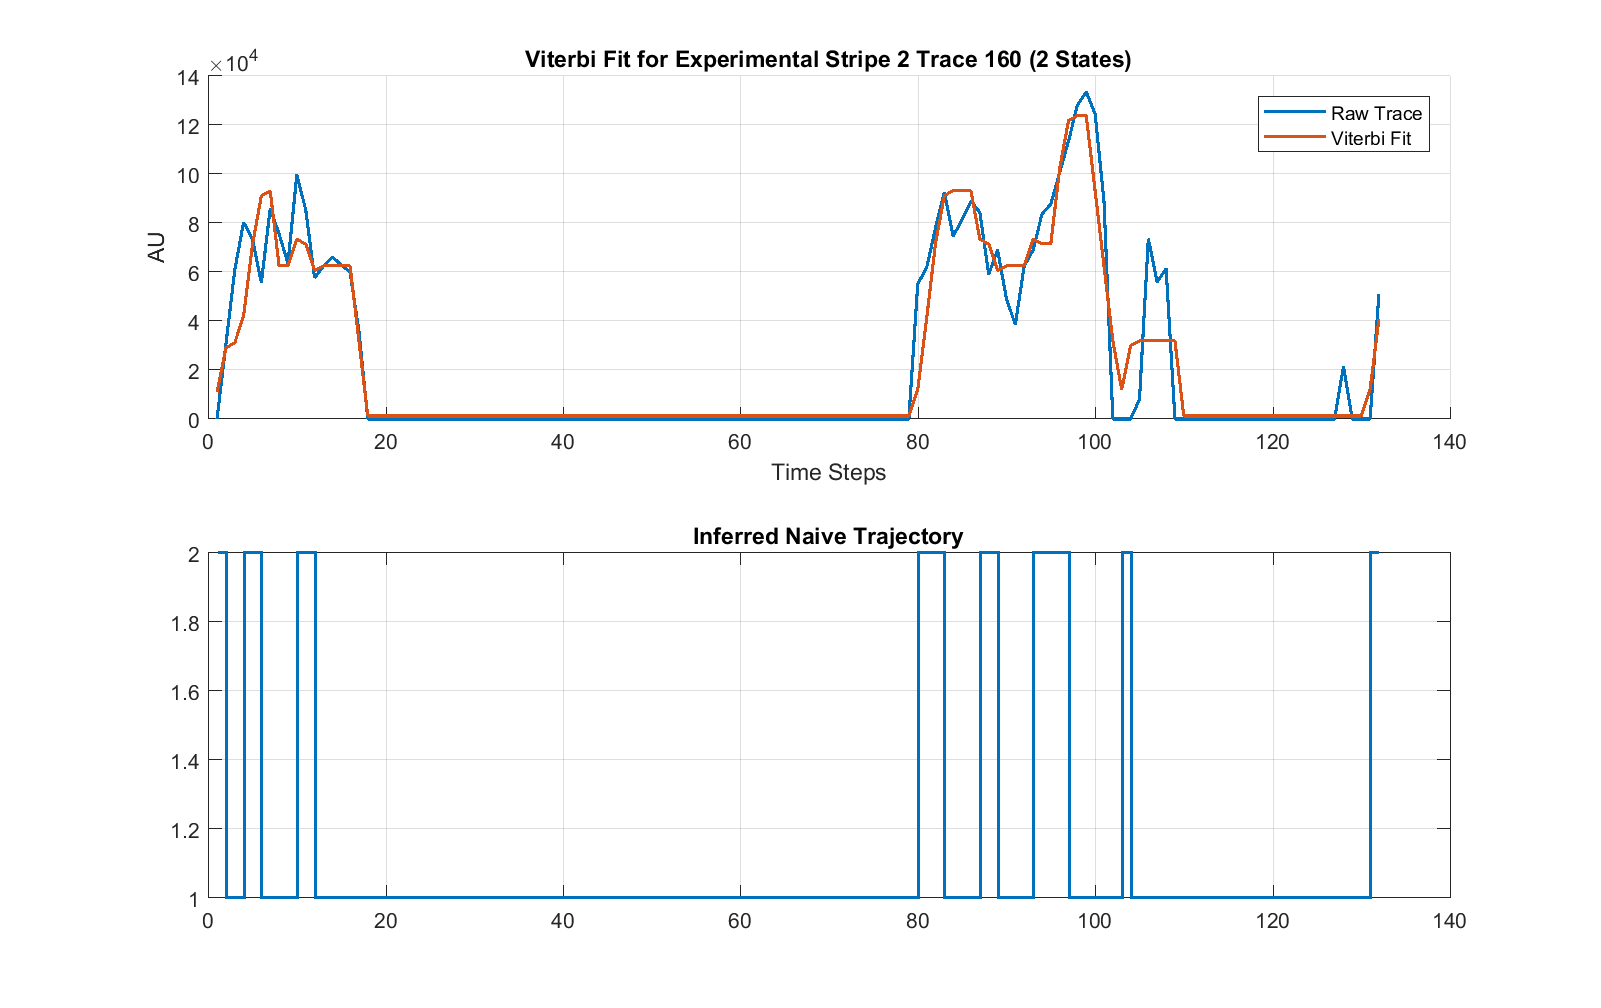 Viterbi Fit for Experimental Stripe 2 Trace 160 (2 States)
×10^4
14
12
10
8
6
4
2
0
AU
Raw Trace
Viterbi Fit
0 20 40 60 80 100 120 140
Time Steps
Inferred Naive Trajectory
2
1.8
1.6
1.4
1.2
1
0 20 40 60 80 100 120 140